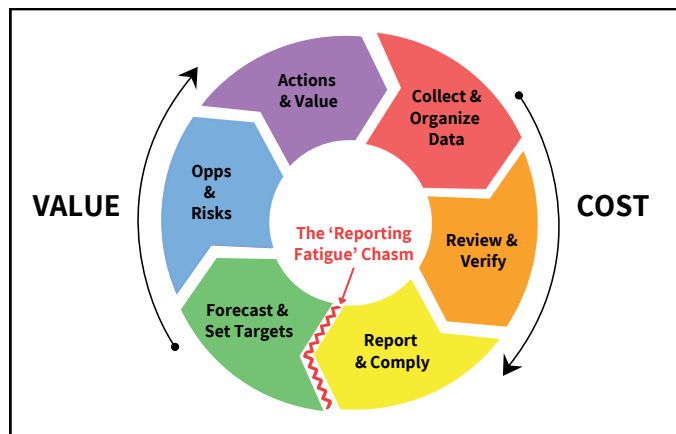 Actions
& Value
Collect &
Organize
Data
Opps
&
Risks
VALUE
COST
The ‘Reporting
Fatigue’ Chasm
Review &
Verify
Forecast &
Set Targets
Report
& Comply